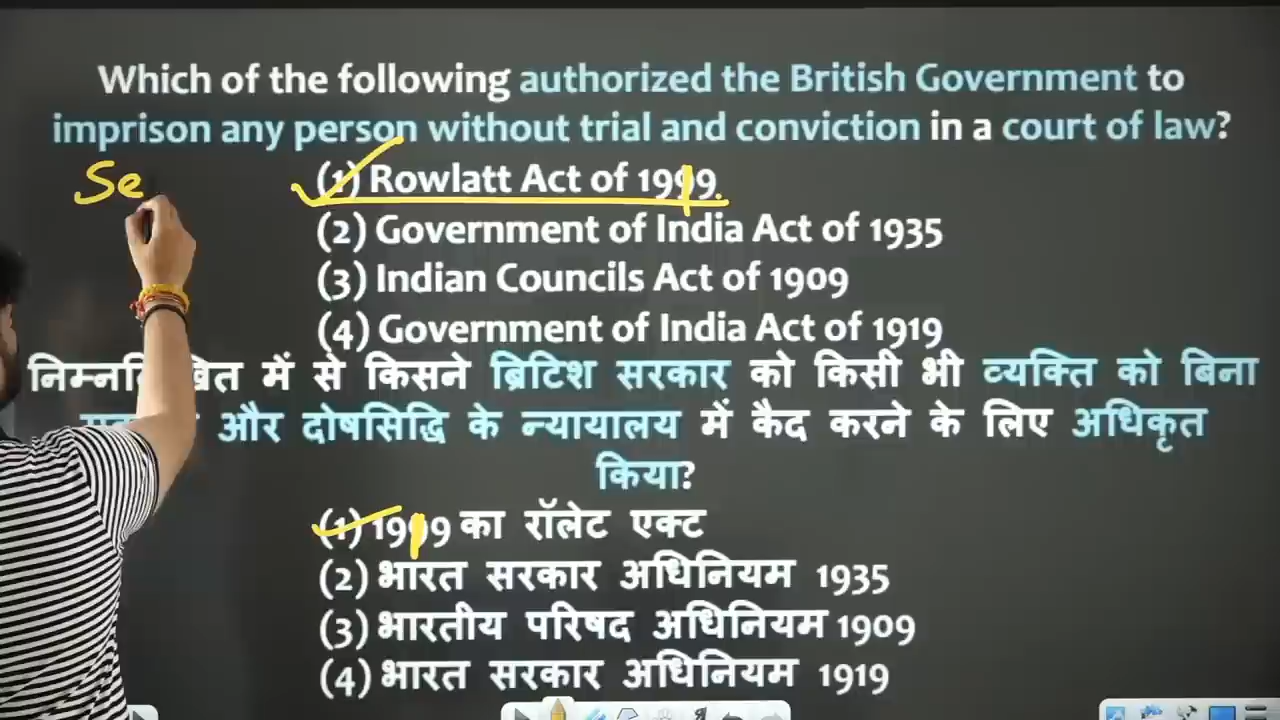 Which of the following authorized the British Government to
imprison any person without trial and conviction in a court of law?
Se
(1) Rowlatt Act of 1999.
(2) Government of India Act of 1935
(3) Indian Councils Act of 1909
(4) Government of India Act of 1919
में से किसने ब्रिटिश सरकार को किसी भी व्यक्ति को बिना
और दोषसिद्धि के न्यायालय में कैद करने के लिए अधिकृत
किया?
(1) 1999 का रॉलेट एक्ट
(2) भारत सरकार अधिनियम 1935
(3) भारतीय परिषद अधिनियम 1909
(4) भारत सरकार अधिनियम 1919